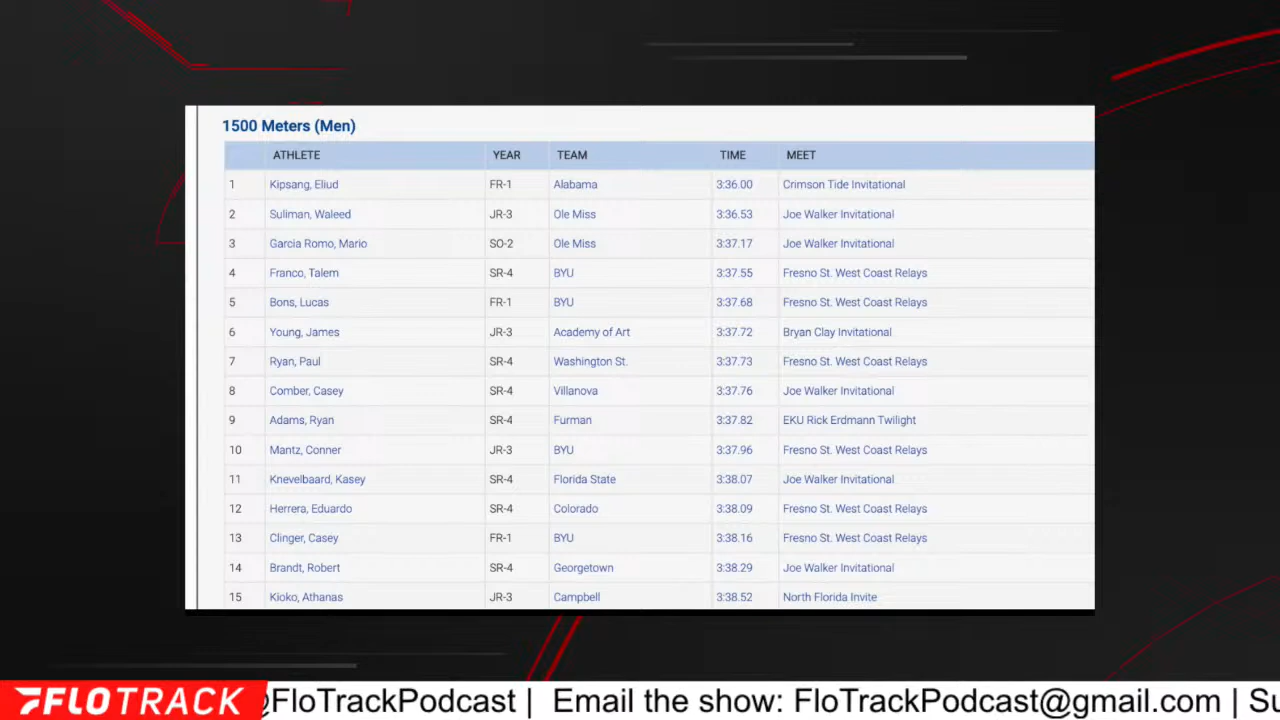 1500 Meters (Men)
ATHLETE YEAR TEAM TIME MEET
1 Kipsang, Eliud FR-1 Alabama 3:36.00 Crimson Tide Invitational
2 Suliman, Waleed JR-3 Ole Miss 3:36.53 Joe Walker Invitational
3 Garcia Romo, Mario SO-2 Ole Miss 3:37.17 Joe Walker Invitational
4 Franco, Talem SR-4 BYU 3:37.55 Fresno St. West Coast Relays
5 Bons, Lucas FR-1 BYU 3:37.68 Fresno St. West Coast Relays
6 Young, James JR-3 Academy of Art 3:37.72 Bryan Clay Invitational
7 Ryan, Paul SR-4 Washington St. 3:37.73 Fresno St. West Coast Relays
8 Comber, Casey SR-4 Villanova 3:37.76 Joe Walker Invitational
9 Adams, Ryan SR-4 Furman 3:37.82 EKU Rick Erdmann Twilight
10 Mantz, Conner JR-3 BYU 3:37.96 Fresno St. West Coast Relays
11 Knevelbaard, Kasey SR-4 Florida State 3:38.07 Joe Walker Invitational
12 Herrera, Eduardo SR-4 Colorado 3:38.09 Fresno St. West Coast Relays
13 Clinger, Casey FR-1 BYU 3:38.16 Fresno St. West Coast Relays
14 Brandt, Robert SR-4 Georgetown 3:38.29 Joe Walker Invitational
15 Kioko, Athanas JR-3 Campbell 3:38.52 North Florida Invite
FLOTRACK @FloTrackPodcast | Email the show: FloTrackPodcast@gmail.com | Su